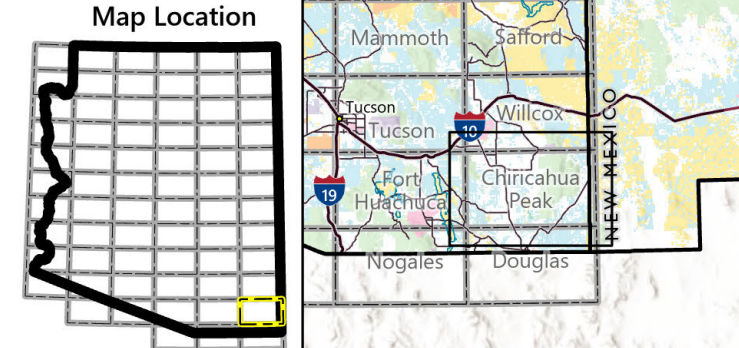 Map Location
Mammoth
Safford
Tucson
Tucson
10
Willcox
NEW MEXICO
19
Fort
Huachuca
Chiricahua
Peak
Nogales
Douglas